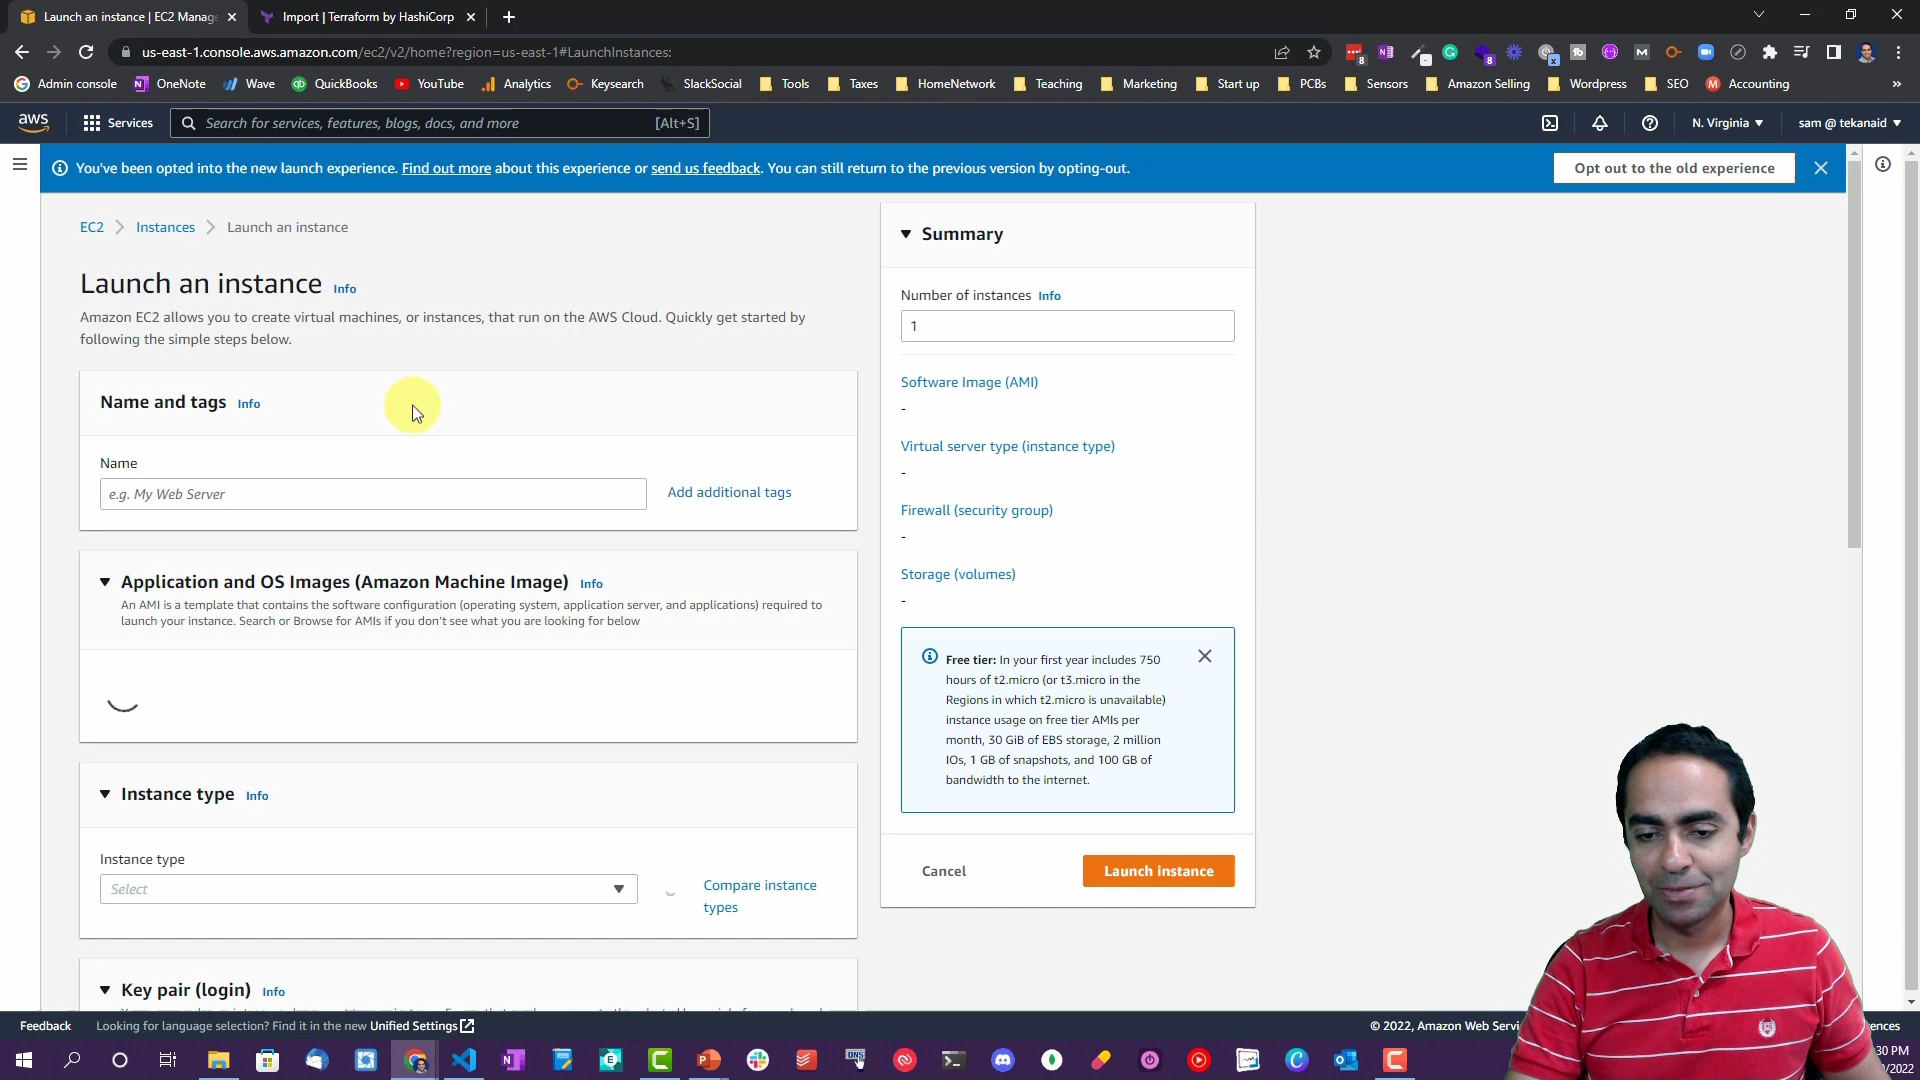 Launch an instance | EC2 Manag
Import | Terraform by HashiCorp
us-east-1.console.aws.amazon.com/ec2/v2/home?region=us-east-1#LaunchInstances:
Admin console
OneNote
Wave
QuickBooks
YouTube
Analytics
Keysearch
SlackSocial
Tools
Taxes
HomeNetwork
Teaching
Marketing
Start up
PCBs
Sensors
Amazon Selling
Wordpress
SEO
Accounting
aws
Services
Search for services, features, blogs, docs, and more
[Alt+S]
N. Virginia
sam @ tekanaid
You've been opted into the new launch experience. Find out more about this experience or send us feedback. You can still return to the previous version by opting-out.
Opt out to the old experience
EC2
Instances
Launch an instance
Launch an instance Info
Amazon EC2 allows you to create virtual machines, or instances, that run on the AWS Cloud. Quickly get started by
following the simple steps below.
Name and tags Info
Name
e.g. My Web Server
Add additional tags
Application and OS Images (Amazon Machine Image) Info
An AMI is a template that contains the software configuration (operating system, application server, and applications) required to
launch your instance. Search or Browse for AMIs if you don't see what you are looking for below
Instance type Info
Instance type
Select
Compare instance
types
Key pair (login) Info
Summary
Number of instances Info
1
Software Image (AMI)
-
Virtual server type (instance type)
-
Firewall (security group)
-
Storage (volumes)
-
Free tier: In your first year includes 750
hours of t2.micro (or t3.micro in the
Regions in which t2.micro is unavailable)
instance usage on free tier AMIs per
month, 30 GiB of EBS storage, 2 million
IOs, 1 GB of snapshots, and 100 GB of
bandwidth to the internet.
Cancel
Launch instance
Feedback
Looking for language selection? Find it in the new Unified Settings
© 2022, Amazon Web Servi
rences
:30 PM
/2022